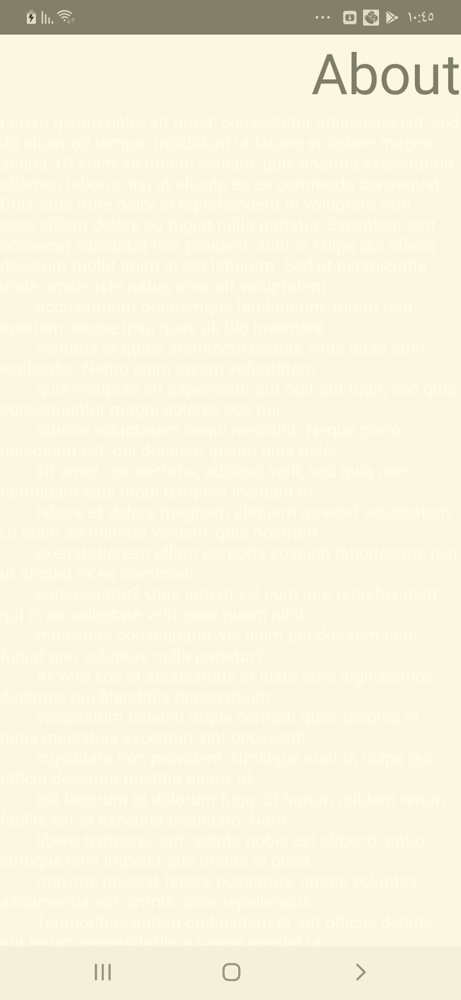 ١٠:٤٥
About
Lorem ipsum dolor sit amet, consectetur adipiscing elit, sed
do eiusmod tempor incididunt ut labore et dolore magna
aliqua. Ut enim ad minim veniam, quis nostrud exercitation
ullamco laboris nisi ut aliquip ex ea commodo consequat.
Duis aute irure dolor in reprehenderit in voluptate velit
esse cillum dolore eu fugiat nulla pariatur. Excepteur sint
occaecat cupidatat non proident, sunt in culpa qui officia
deserunt mollit anim id est laborum. Sed ut perspiciatis
unde omnis iste natus error sit voluptatem
accusantium doloremque laudantium, totam rem
aperiam, eaque ipsa quae ab illo inventore
veritatis et quasi architecto beatae vitae dicta sunt
explicabo. Nemo enim ipsam voluptatem
quia voluptas sit aspernatur aut odit aut fugit, sed quia
consequuntur magni dolores eos qui
ratione voluptatem sequi nesciunt. Neque porro
quisquam est, qui dolorem ipsum quia dolor
sit amet, consectetur, adipisci velit, sed quia non
numquam eius modi tempora incidunt ut
labore et dolore magnam aliquam quaerat voluptatem.
Ut enim ad minima veniam, quis nostrum
exercitationem ullam corporis suscipit laboriosam, nisi
ut aliquid ex ea commodi
consequatur? Quis autem vel eum iure reprehenderit
qui in ea voluptate velit esse quam nihil
molestiae consequatur, vel illum qui dolorem eum
fugiat quo voluptas nulla pariatur?
At vero eos et accusamus et iusto odio dignissimos
ducimus qui blanditiis praesentium
voluptatum deleniti atque corrupti quos dolores et
quas molestias excepturi sint occaecati
cupiditate non provident, similique sunt in culpa qui
officia deserunt mollitia animi, id
est laborum et dolorum fuga. Et harum quidem rerum
facilis est et expedita distinctio. Nam
libero tempore, cum soluta nobis est eligendi optio
cumque nihil impedit quo minus id quod
maxime placeat facere possimus, omnis voluptas
assumenda est, omnis dolor repellendus.
Temporibus autem quibusdam et aut officiis debitis
aut rerum necessitatibus saepe eveniet ut